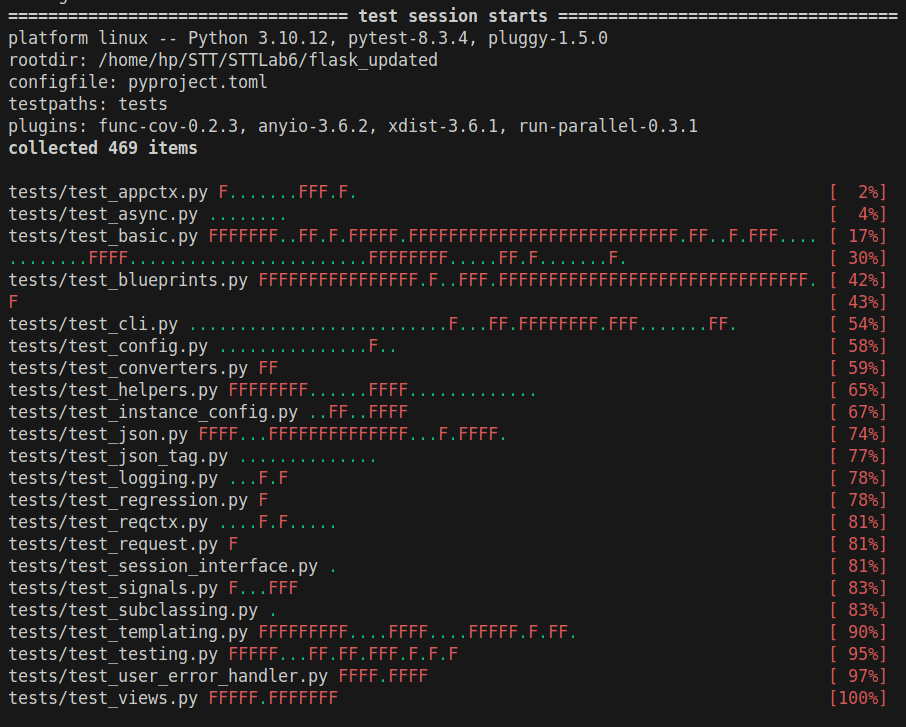 ================================== test session starts ==================================
platform linux -- Python 3.10.12, pytest-8.3.4, pluggy-1.5.0
rootdir: /home/hp/STT/STTLab6/flask_updated
configfile: pyproject.toml
testpaths: tests
plugins: func-cov-0.2.3, anyio-3.6.2, xdist-3.6.1, run-parallel-0.3.1
collected 469 items
tests/test_appctx.py F.......FFF.F. [  2%]
tests/test_async.py ........ [  4%]
tests/test_basic.py FFFFFFF..FF.F.FFFFF.FFFFFFFFFFFFFFFFFFFFFFFFFFF.FF..F.FFF.... [ 17%]
........FFFF........................FFFFFFFF.....FF.F.......F. [ 30%]
tests/test_blueprints.py FFFFFFFFFFFFFFFF.F..FFF.FFFFFFFFFFFFFFFFFFFFFFFFFFFFFFF. [ 42%]
F [ 43%]
tests/test_cli.py ..........................F...FF.FFFFFFFF.FFF.......FF. [ 54%]
tests/test_config.py ...............F.. [ 58%]
tests/test_converters.py FF [ 59%]
tests/test_helpers.py FFFFFFFF......FFFF............. [ 65%]
tests/test_instance_config.py ..FF..FFFF [ 67%]
tests/test_json.py FFFF...FFFFFFFFFFFFFF...F.FFFF. [ 74%]
tests/test_json_tag.py .............. [ 77%]
tests/test_logging.py ...F.F [ 78%]
tests/test_regression.py F [ 78%]
tests/test_reqctx.py ....F.F..... [ 81%]
tests/test_request.py F [ 81%]
tests/test_session_interface.py . [ 81%]
tests/test_signals.py F...FFF [ 83%]
tests/test_subclassing.py . [ 83%]
tests/test_templating.py FFFFFFFFF....FFFF....FFFFF.F.FF. [ 90%]
tests/test_testing.py FFFFF...FF.FF.FFF.F.F.F [ 95%]
tests/test_user_error_handler.py FFFF.FFFF [ 97%]
tests/test_views.py FFFFF.FFFFFFF [100%]